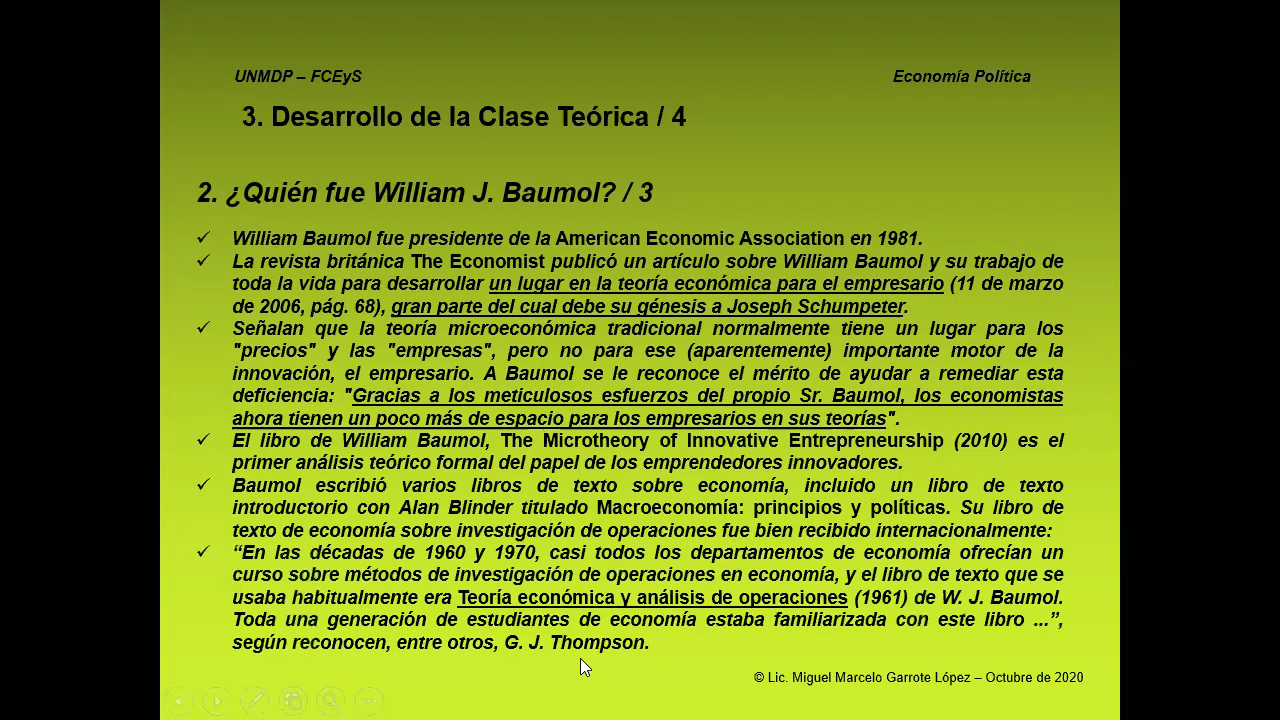 UNMDP – FCEyS
Economía Política
3. Desarrollo de la Clase Teórica / 4
2. ¿Quién fue William J. Baumol? / 3
✓ William Baumol fue presidente de la American Economic Association en 1981.
✓ La revista británica The Economist publicó un artículo sobre William Baumol y su trabajo de
toda la vida para desarrollar un lugar en la teoría económica para el empresario (11 de marzo
de 2006, pág. 68), gran parte del cual debe su génesis a Joseph Schumpeter.
✓ Señalan que la teoría microeconómica tradicional normalmente tiene un lugar para los
"precios" y las "empresas", pero no para ese (aparentemente) importante motor de la
innovación, el empresario. A Baumol se le reconoce el mérito de ayudar a remediar esta
deficiencia: "Gracias a los meticulosos esfuerzos del propio Sr. Baumol, los economistas
ahora tienen un poco más de espacio para los empresarios en sus teorías".
✓ El libro de William Baumol, The Microtheory of Innovative Entrepreneurship (2010) es el
primer análisis teórico formal del papel de los emprendedores innovadores.
✓ Baumol escribió varios libros de texto sobre economía, incluido un libro de texto
introductorio con Alan Blinder titulado Macroeconomía: principios y políticas. Su libro de
texto de economía sobre investigación de operaciones fue bien recibido internacionalmente:
✓ “En las décadas de 1960 y 1970, casi todos los departamentos de economía ofrecían un
curso sobre métodos de investigación de operaciones en economía, y el libro de texto que se
usaba habitualmente era Teoría económica y análisis de operaciones (1961) de W. J. Baumol.
Toda una generación de estudiantes de economía estaba familiarizada con este libro ...”,
según reconocen, entre otros, G. J. Thompson.
© Lic. Miguel Marcelo Garrote López – Octubre de 2020